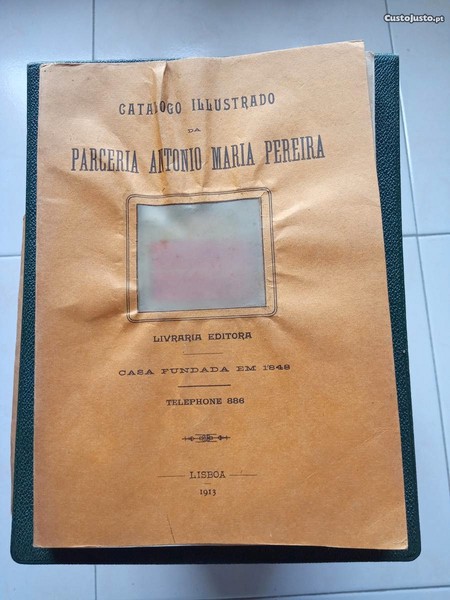 CustoJusto.pt
CATALOGO ILLUSTRADO
DA
PARCERIA ANTONIO MARIA PEREIRA
LIVRARIA EDITORA
CASA FUNDADA EM 1848
TELEPHONE 886
LISBOA
1913